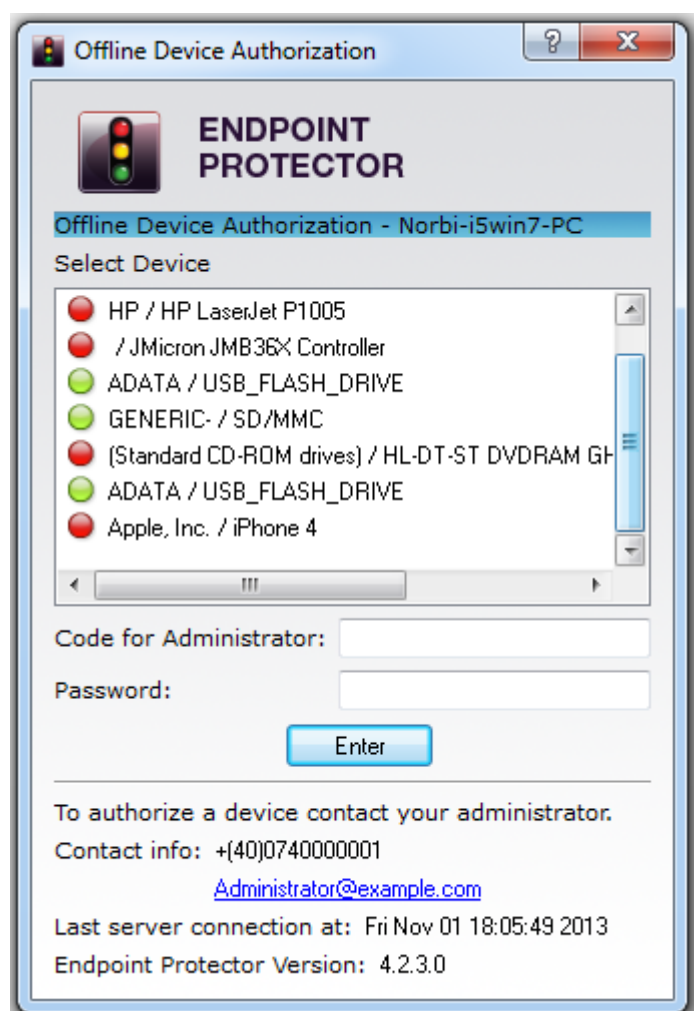 Offline Device Authorization
ENDPOINT
PROTECTOR
Offline Device Authorization - Norbi-i5win7-PC
Select Device
HP / HP LaserJet P1005
/ JMicron JMB36X Controller
ADATA / USB_FLASH_DRIVE
GENERIC- / SD/MMC
(Standard CD-ROM drives) / HL-DT-ST DVDRAM GH
ADATA / USB_FLASH_DRIVE
Apple, Inc. / iPhone 4
Code for Administrator:
Password:
Enter
To authorize a device contact your administrator.
Contact info: +(40)0740000001
Administrator@example.com
Last server connection at: Fri Nov 01 18:05:49 2013
Endpoint Protector Version: 4.2.3.0